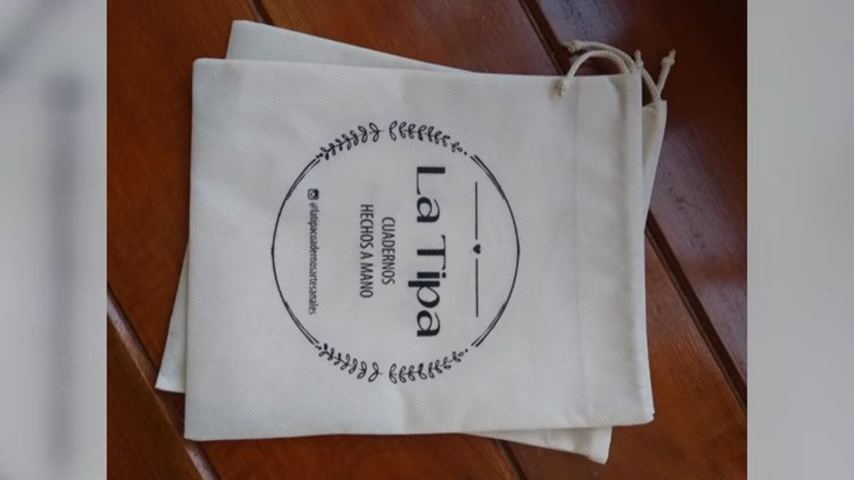 La Tipa
CUADERNOS
HECHOS A MANO
@latipacuadernosartesanales